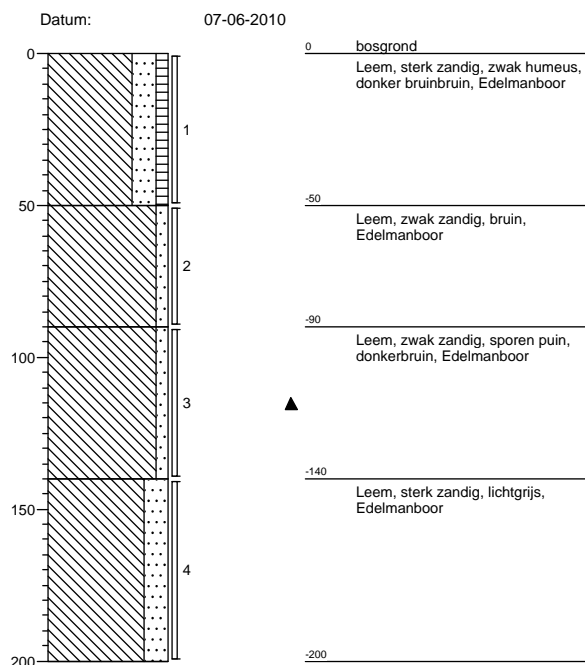 Datum: 07-06-2010
0
50
100
150
200
1
2
3
4
0 bosgrond
Leem, sterk zandig, zwak humeus,
donker bruinbruin, Edelmanboor
-50
Leem, zwak zandig, bruin,
Edelmanboor
-90
Leem, zwak zandig, sporen puin,
donkerbruin, Edelmanboor
-140
Leem, sterk zandig, lichtgrijs,
Edelmanboor
-200